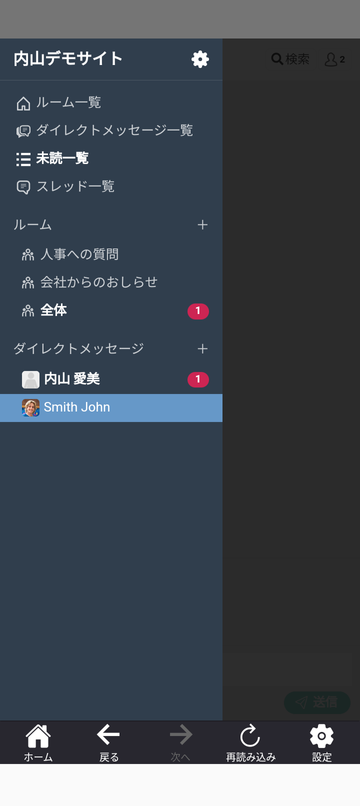 内山デモサイト
検索
2
ルーム一覧
ダイレクトメッセージ一覧
未読一覧
スレッド一覧
ルーム
人事への質問
会社からのおしらせ
全体 1
ダイレクトメッセージ
内山 愛美 1
Smith John
送信
ホーム
戻る
次へ
再読み込み
設定